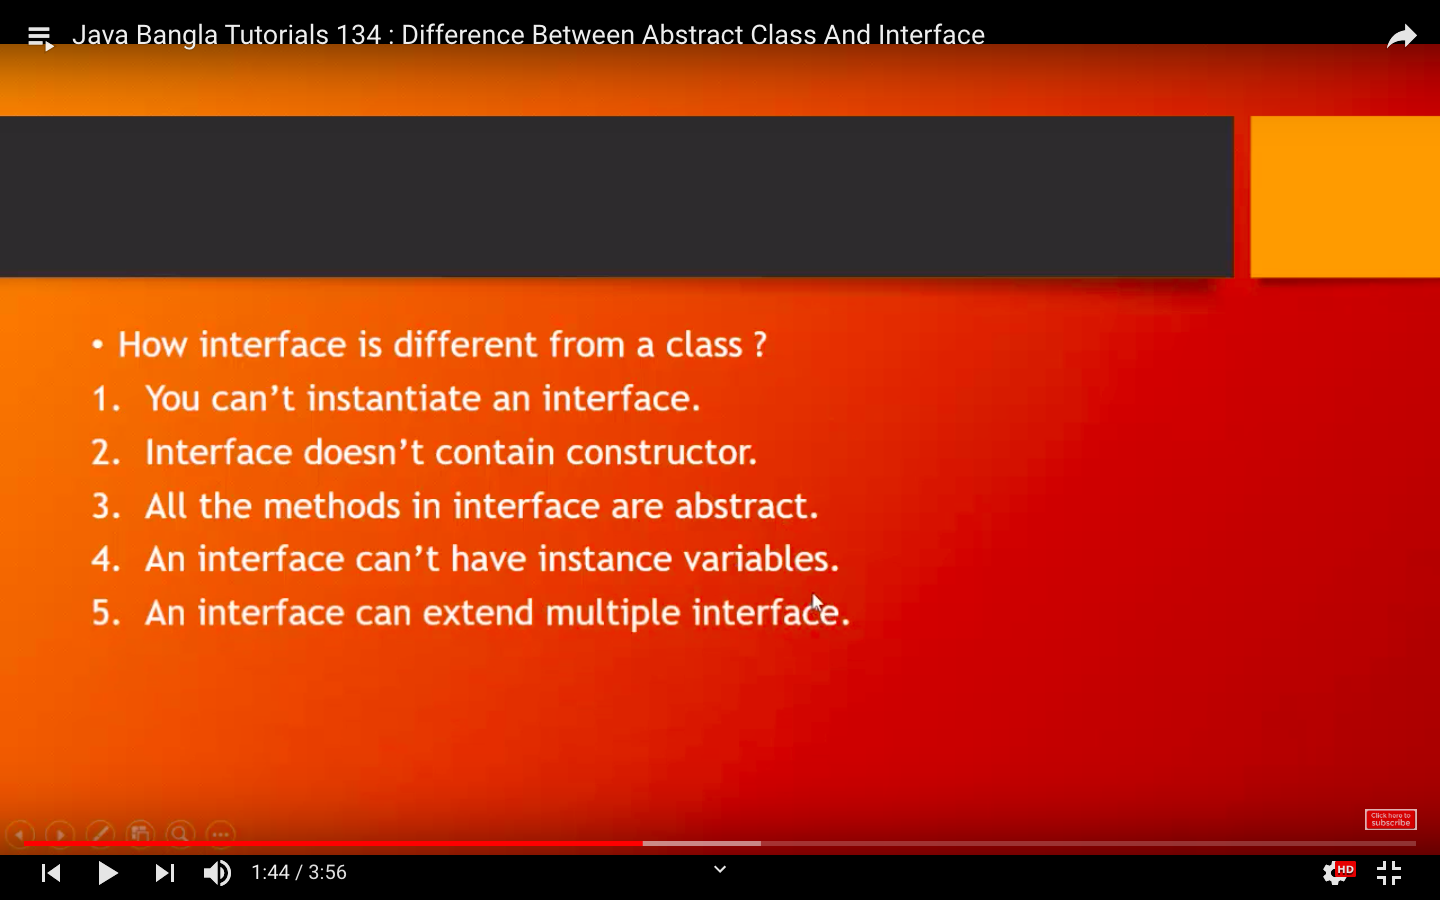 Java Bangla Tutorials 134 : Difference Between Abstract Class And Interface
• How interface is different from a class ?
1. You can’t instantiate an interface.
2. Interface doesn’t contain constructor.
3. All the methods in interface are abstract.
4. An interface can’t have instance variables.
5. An interface can extend multiple interface.
Click here to
subscribe
1:44 / 3:56
HD